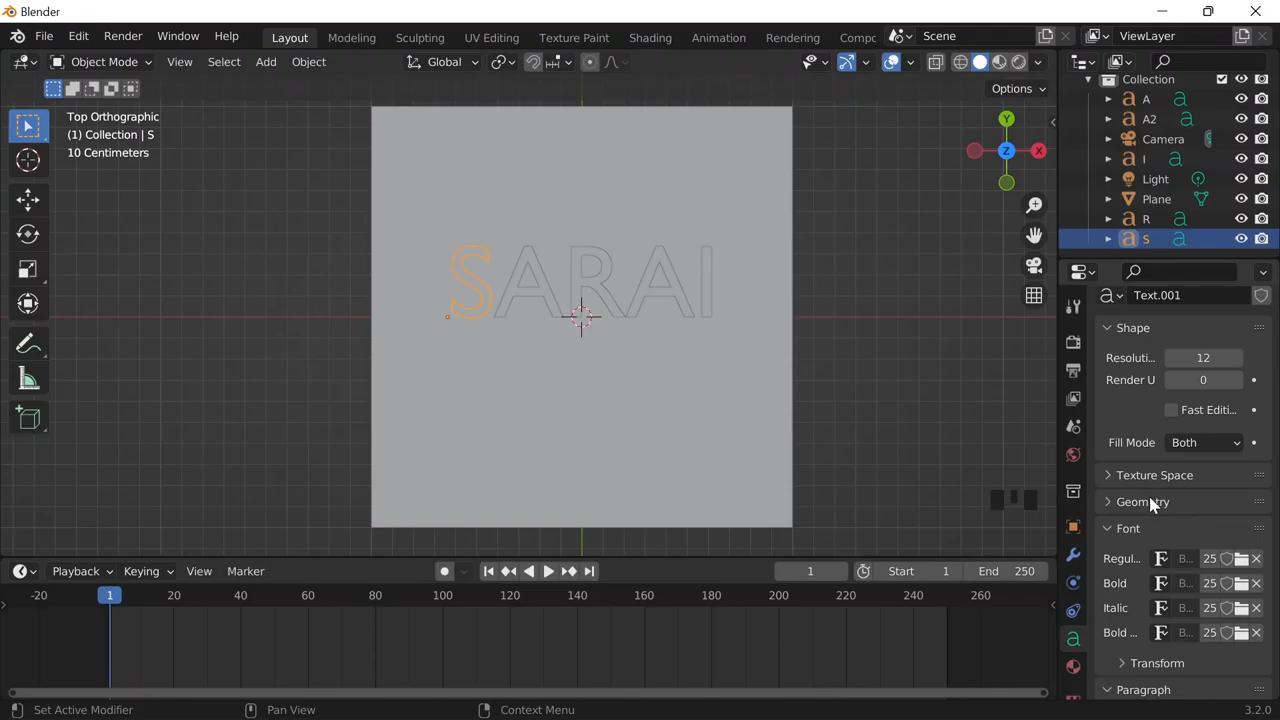 Blender
File Edit Render Window Help Layout Modeling Sculpting UV Editing Texture Paint Shading Animation Rendering Compc Scene ViewLayer
Object Mode View Select Add Object Global
Options
Top Orthographic
(1) Collection | S
10 Centimeters
Y
Z
X
SARAI
Collection
A
A2
Camera
I
Light
Plane
R
S
Text.001
Shape
Resoluti... 12
Render U 0
Fast Editi...
Fill Mode Both
Texture Space
Geometry
Font
Regul... B... 25
Bold B... 25
Italic B... 25
Bold ... B... 25
Transform
Paragraph
Playback Keying View Marker 1 Start 1 End 250
-20 1 20 40 60 80 100 120 140 160 180 200 220 240 260
Set Active Modifier Pan View Context Menu 3.2.0